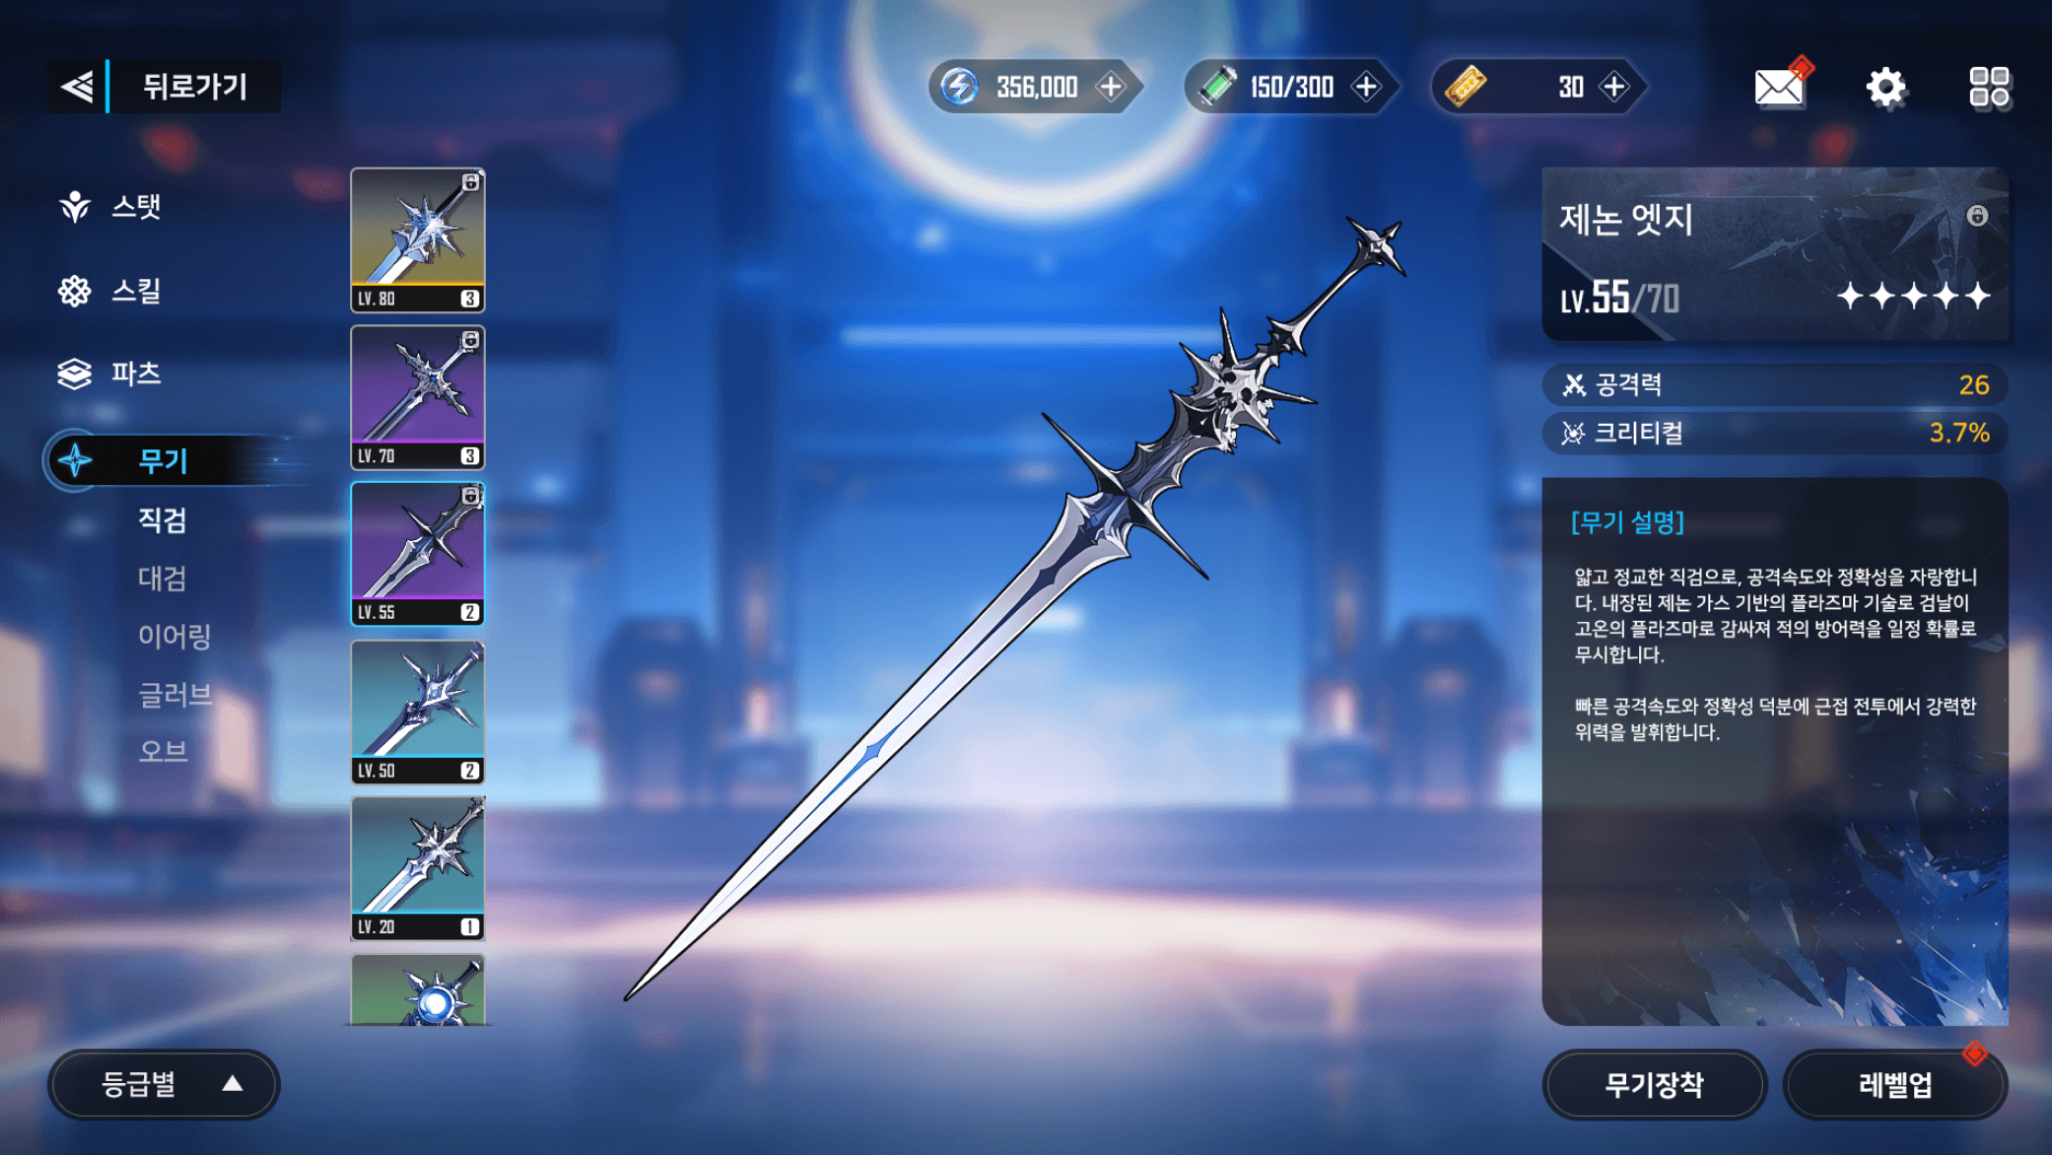 뒤로가기
356,000
150/300
30
스탯
스킬
파츠
무기
직검
대검
이어링
글러브
오브
등급별
LV. 80 3
LV. 70 3
LV. 55 2
LV. 50 2
LV. 20 1
제논 엣지
LV.55/70
공격력 26
크리티컬 3.7%
[무기 설명]
얇고 정교한 직검으로, 공격속도와 정확성을 자랑합니
다. 내장된 제논 가스 기반의 플라즈마 기술로 검날이
고온의 플라즈마로 감싸져 적의 방어력을 일정 확률로
무시합니다.
빠른 공격속도와 정확성 덕분에 근접 전투에서 강력한
위력을 발휘합니다.
무기장착
레벨업